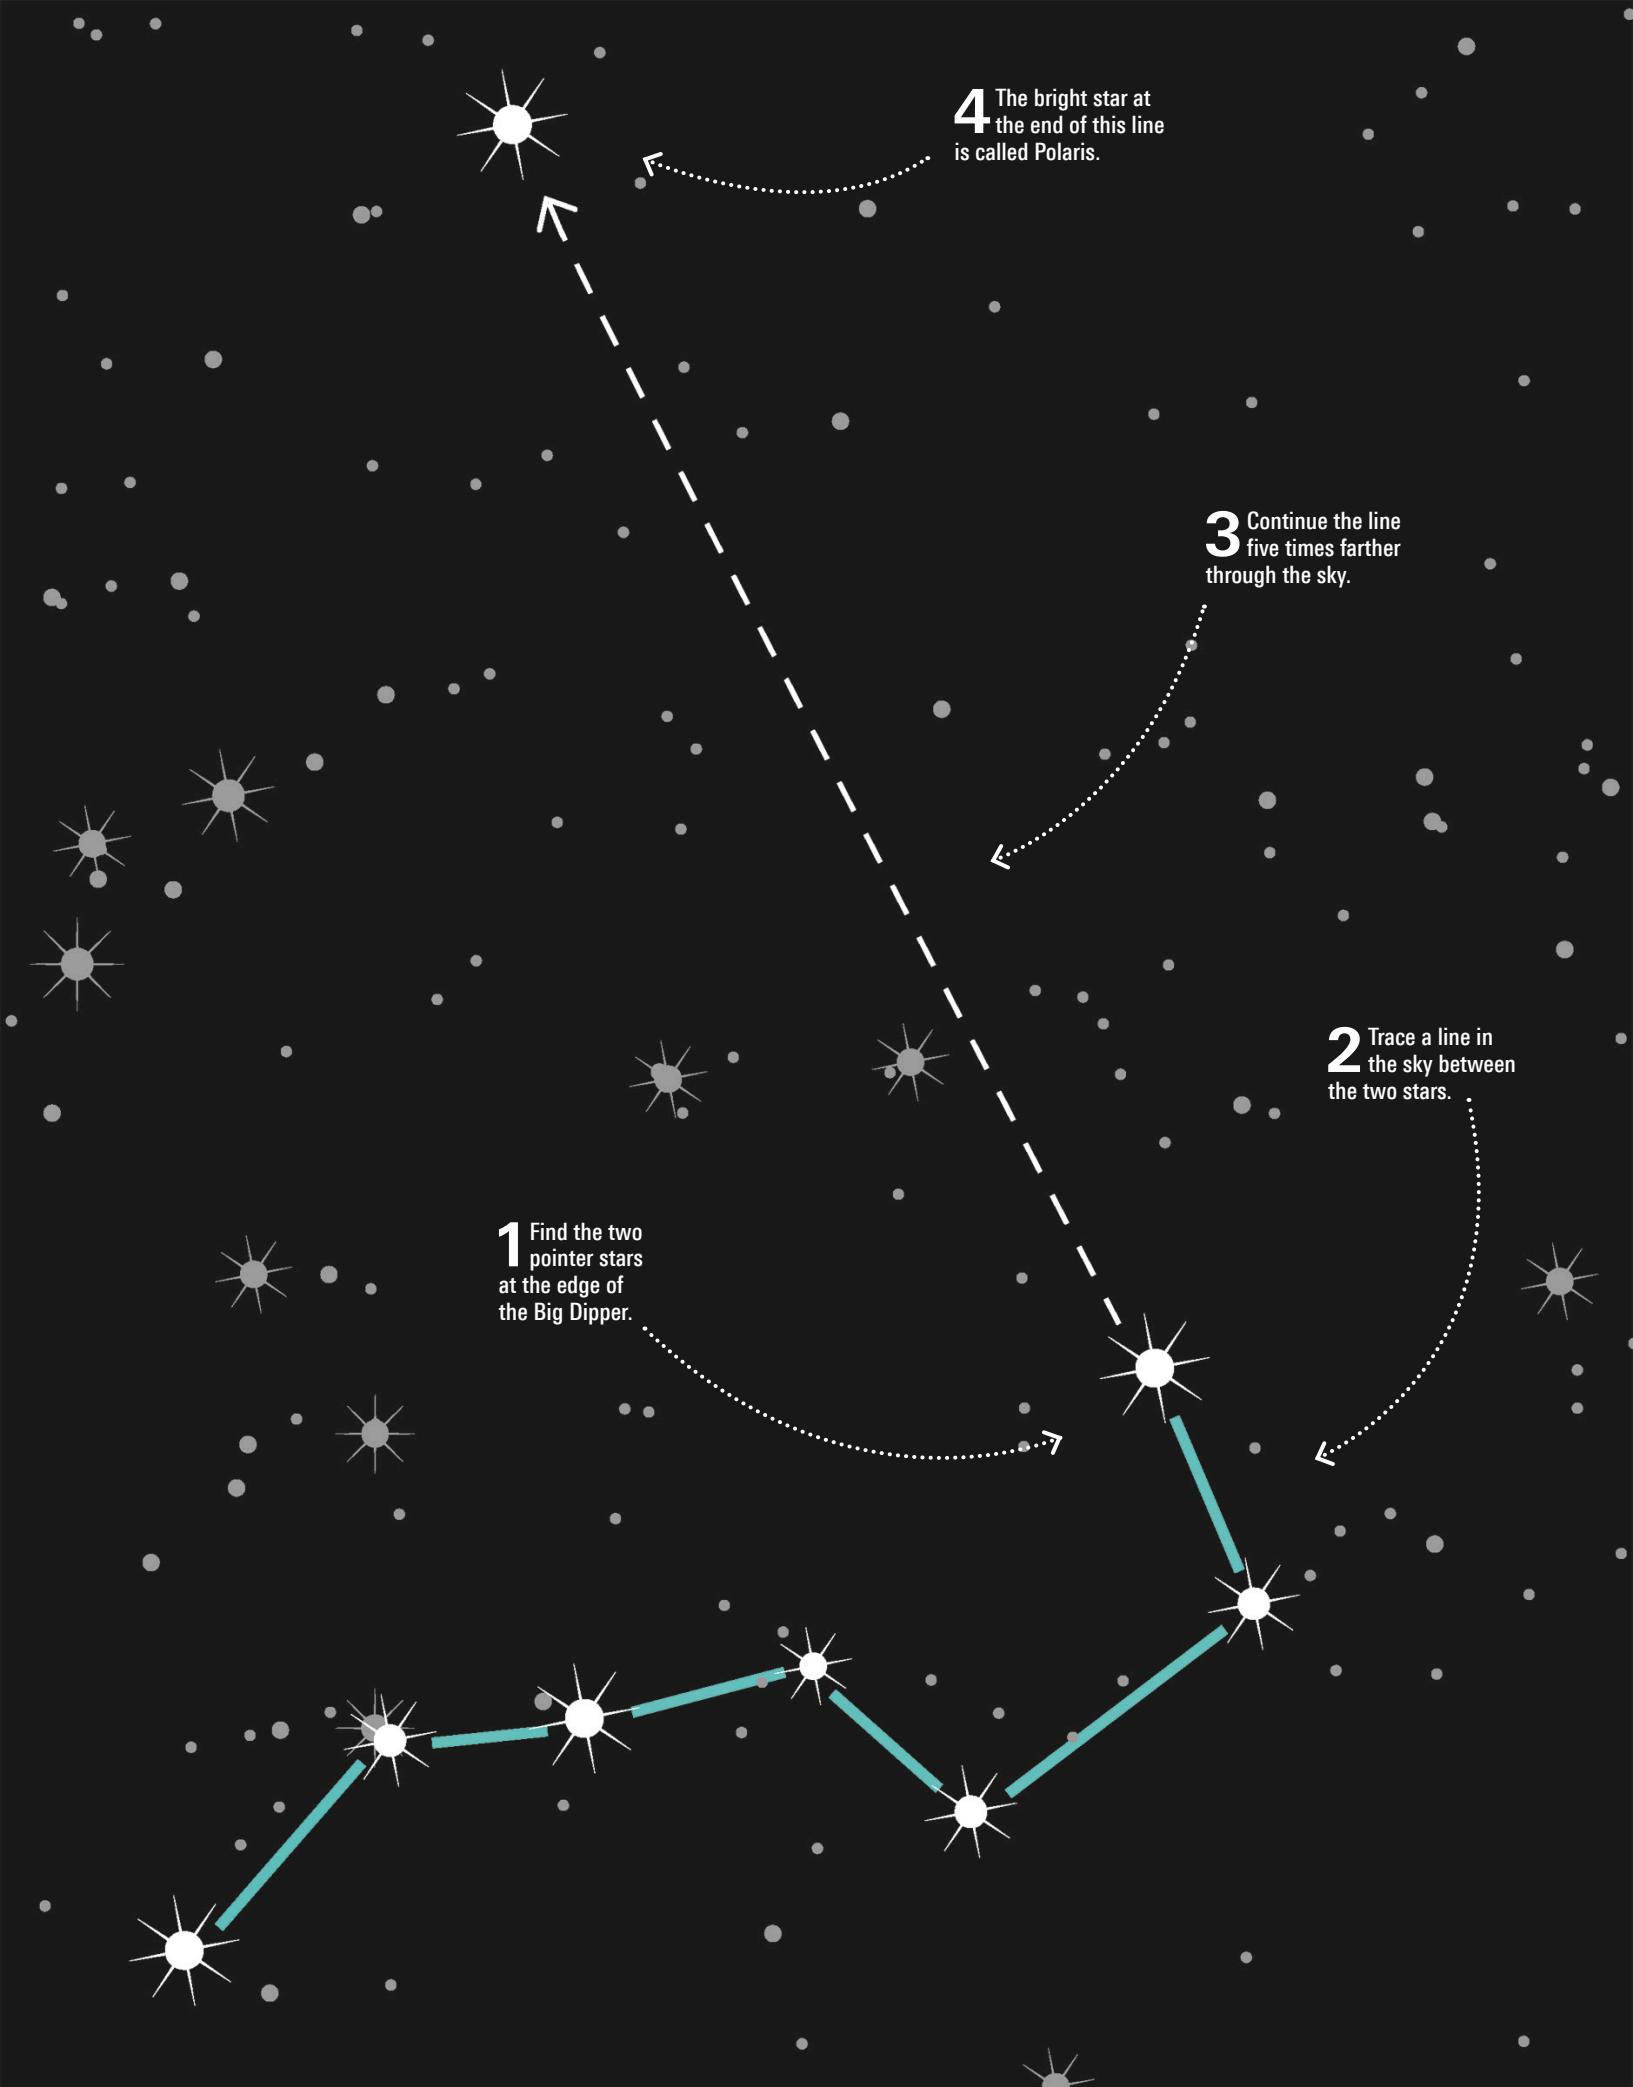 4 The bright star at
the end of this line
is called Polaris.
3 Continue the line
five times farther
through the sky.
2 Trace a line in
the sky between
the two stars.
1 Find the two
pointer stars
at the edge of
the Big Dipper.